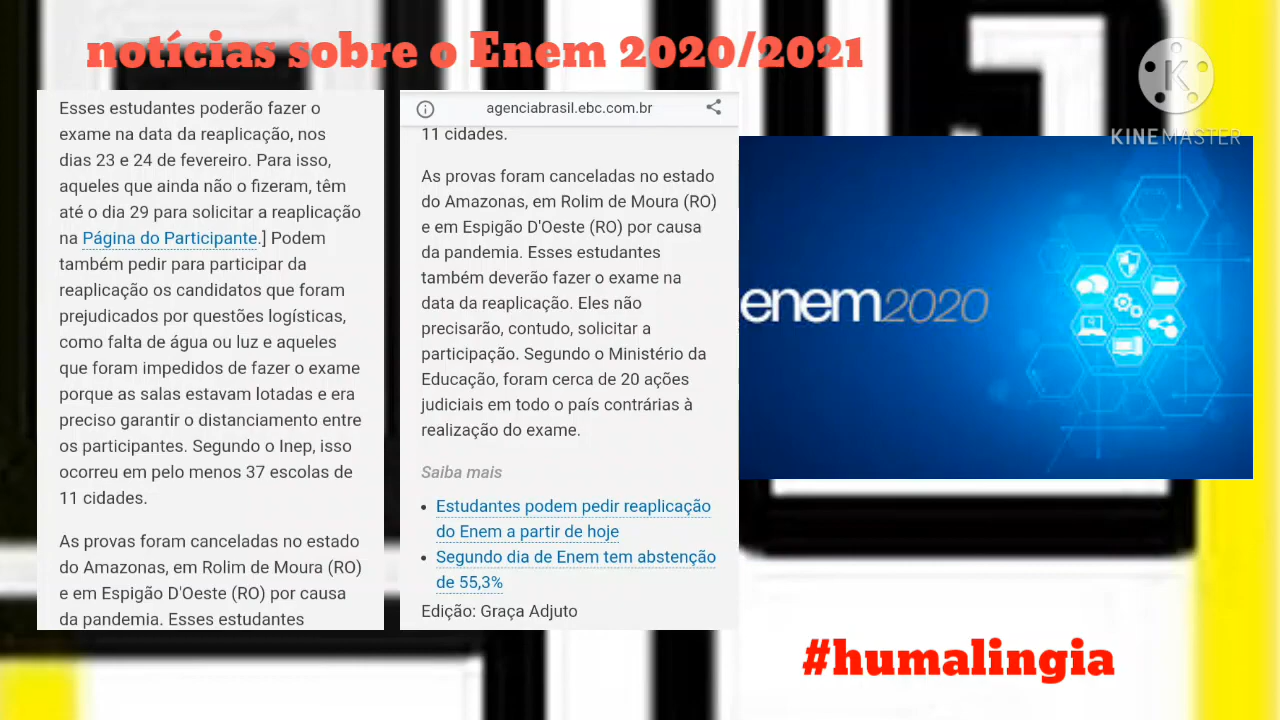 notícias sobre o Enem 2020/2021
Esses estudantes poderão fazer o
exame na data da reaplicação, nos
dias 23 e 24 de fevereiro. Para isso,
aqueles que ainda não o fizeram, têm
até o dia 29 para solicitar a reaplicação
na Página do Participante.] Podem
também pedir para participar da
reaplicação os candidatos que foram
prejudicados por questões logísticas,
como falta de água ou luz e aqueles
que foram impedidos de fazer o exame
porque as salas estavam lotadas e era
preciso garantir o distanciamento entre
os participantes. Segundo o Inep, isso
ocorreu em pelo menos 37 escolas de
11 cidades.
As provas foram canceladas no estado
do Amazonas, em Rolim de Moura (RO)
e em Espigão D'Oeste (RO) por causa
da pandemia. Esses estudantes
agenciabrasil.ebc.com.br
11 cidades.
As provas foram canceladas no estado
do Amazonas, em Rolim de Moura (RO)
e em Espigão D'Oeste (RO) por causa
da pandemia. Esses estudantes
também deverão fazer o exame na
data da reaplicação. Eles não
precisarão, contudo, solicitar a
participação. Segundo o Ministério da
Educação, foram cerca de 20 ações
judiciais em todo o país contrárias à
realização do exame.
Saiba mais
• Estudantes podem pedir reaplicação
do Enem a partir de hoje
• Segundo dia de Enem tem abstenção
de 55,3%
Edição: Graça Adjuto
K
KINEMASTER
enem2020
#humalingia